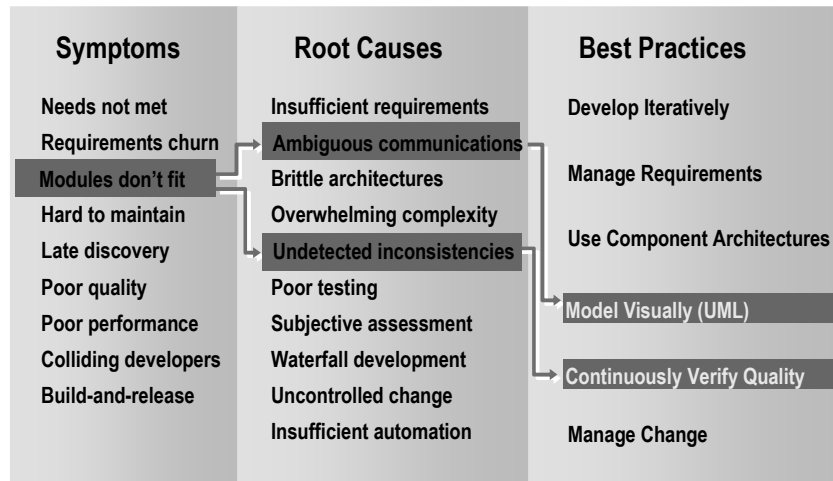 Symptoms
Needs not met
Requirements churn
Modules don't fit
Hard to maintain
Late discovery
Poor quality
Poor performance
Colliding developers
Build-and-release
Root Causes
Insufficient requirements
Ambiguous communications
Brittle architectures
Overwhelming complexity
Undetected inconsistencies
Poor testing
Subjective assessment
Waterfall development
Uncontrolled change
Insufficient automation
Best Practices
Develop Iteratively
Manage Requirements
Use Component Architectures
Model Visually (UML)
Continuously Verify Quality
Manage Change